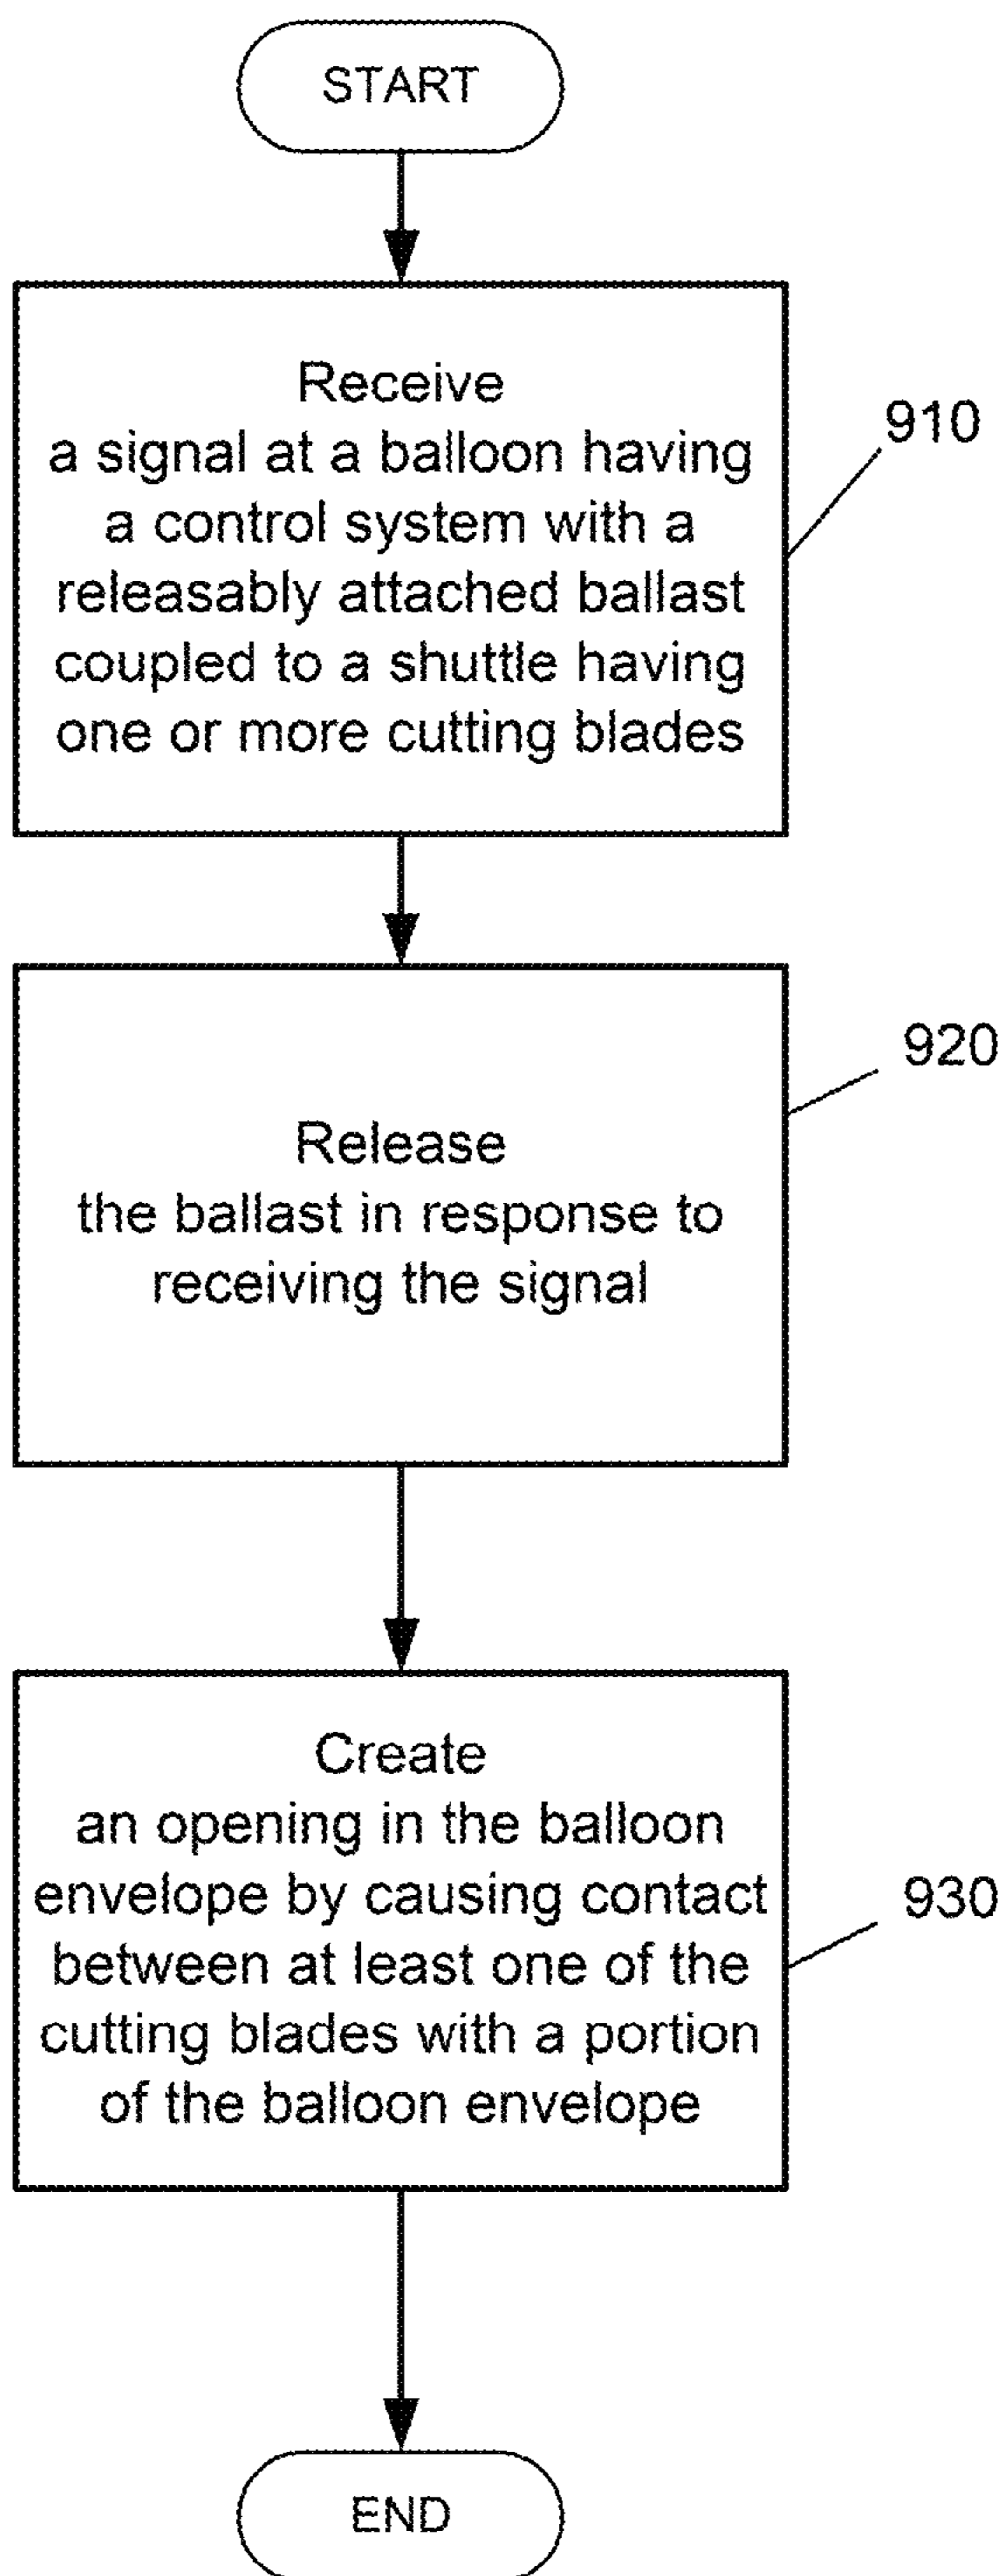 START
Receive
a signal at a balloon having
a control system with a
releasably attached ballast
coupled to a shuttle having
one or more cutting blades
910
Release
the ballast in response to
receiving the signal
920
Create
an opening in the balloon
envelope by causing contact
between at least one of the
cutting blades with a portion
of the balloon envelope
930
END